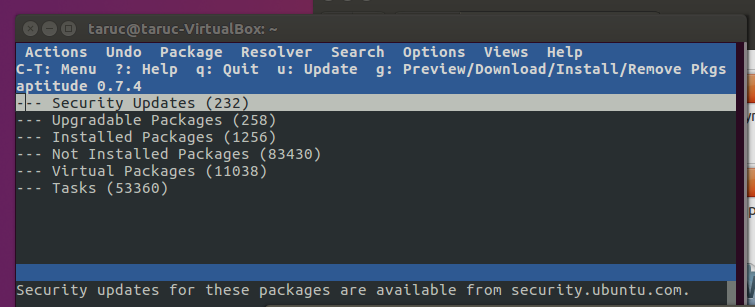 taruc@taruc-VirtualBox: ~
Actions Undo Package Resolver Search Options Views Help
C-T: Menu ?: Help q: Quit u: Update g: Preview/Download/Install/Remove Pkgs
aptitude 0.7.4
--- Security Updates (232)
--- Upgradable Packages (258)
--- Installed Packages (1256)
--- Not Installed Packages (83430)
--- Virtual Packages (11038)
--- Tasks (53360)
Security updates for these packages are available from security.ubuntu.com.